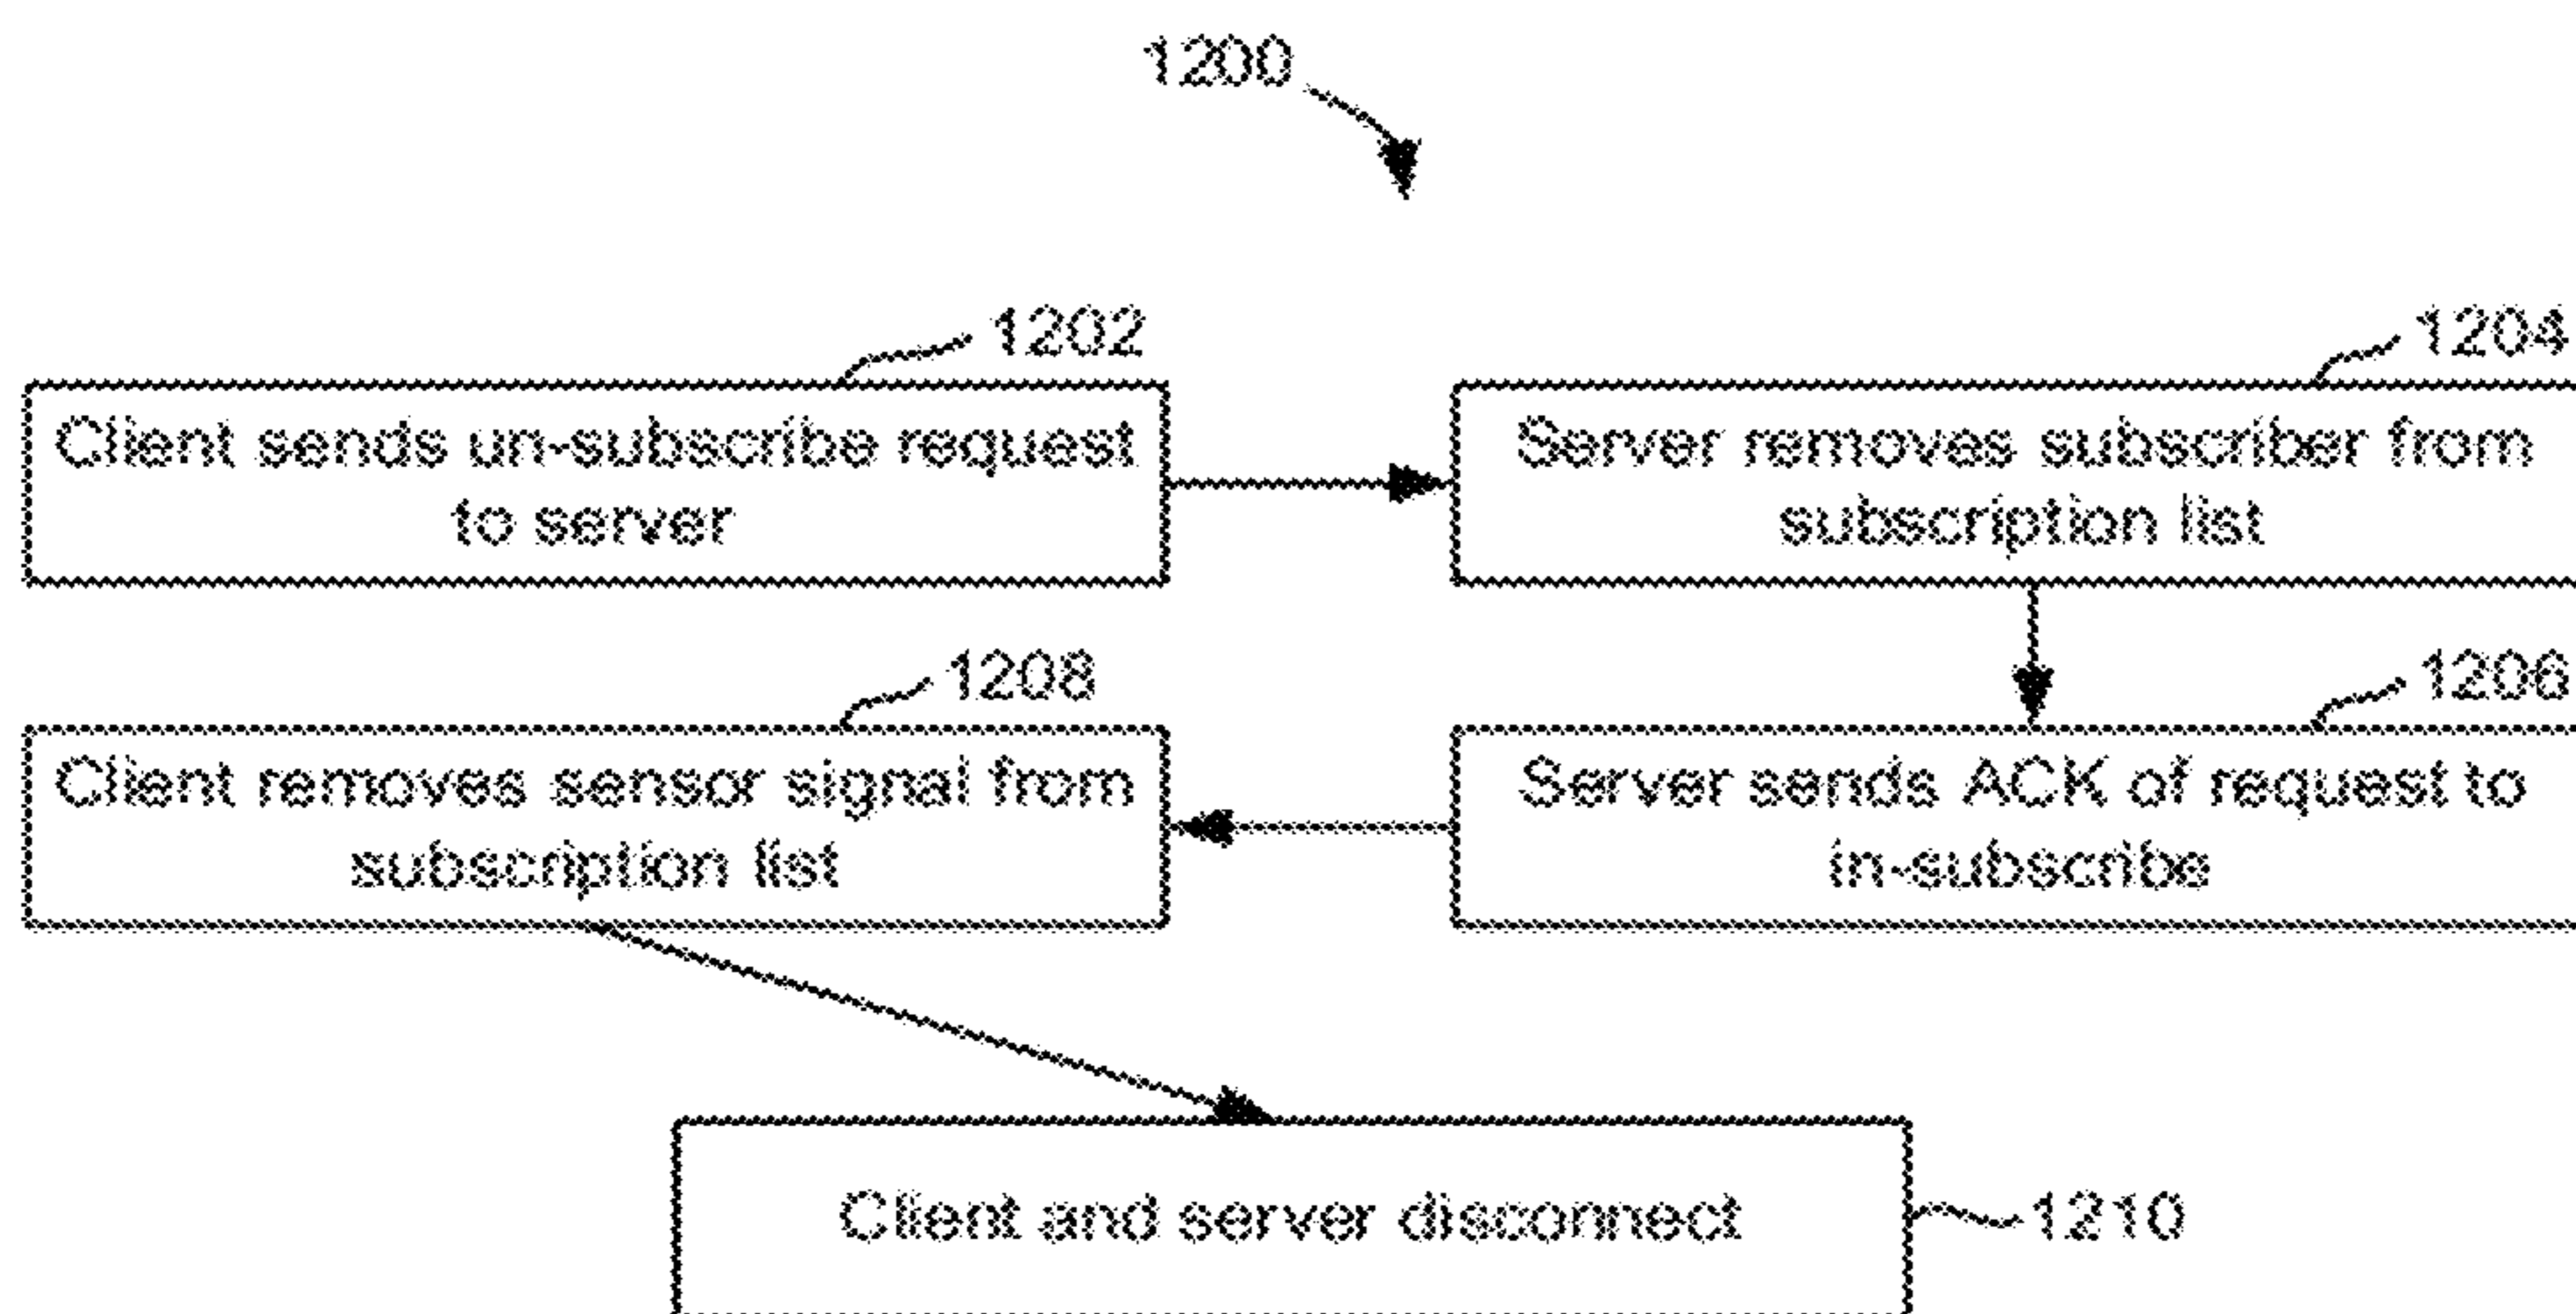 1200
1202
Client sends un-subscribe request
to server
1204
Server removes subscriber from
subscription list
1206
Server sends ACK of request to
in-subscribe
1208
Client removes sensor signal from
subscription list
Client and server disconnect
1210